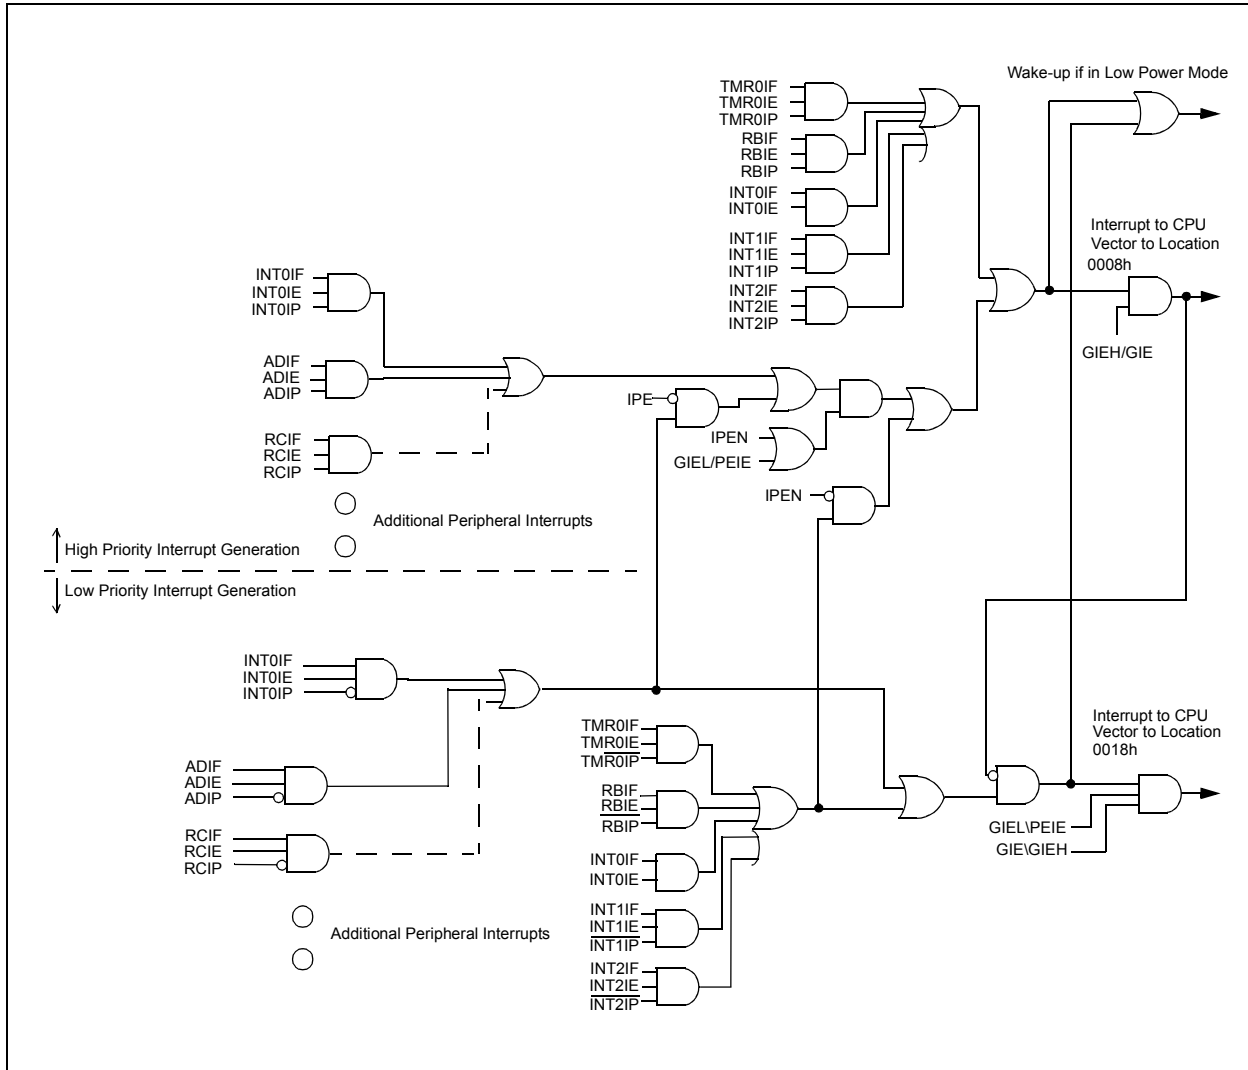 Wake-up if in Low Power Mode
TMR0IF
TMR0IE
TMR0IP
RBIF
RBIE
RBIP
INT0IF
INT0IE
INT1IF
INT1IE
INT1IP
INT2IF
INT2IE
INT2IP
Interrupt to CPU
Vector to Location
0008h
GIEH/GIE
INT0IF
INT0IE
INT0IP
ADIF
ADIE
ADIP
RCIF
RCIE
RCIP
IPE
IPEN
GIEL/PEIE
IPEN
Additional Peripheral Interrupts
High Priority Interrupt Generation
Low Priority Interrupt Generation
INT0IF
INT0IE
INT0IP
ADIF
ADIE
ADIP
RCIF
RCIE
RCIP
Additional Peripheral Interrupts
TMR0IF
TMR0IE
TMR0IP
RBIF
RBIE
RBIP
INT0IF
INT0IE
INT1IF
INT1IE
INT1IP
INT2IF
INT2IE
INT2IP
Interrupt to CPU
Vector to Location
0018h
GIEL\PEIE
GIE\GIEH